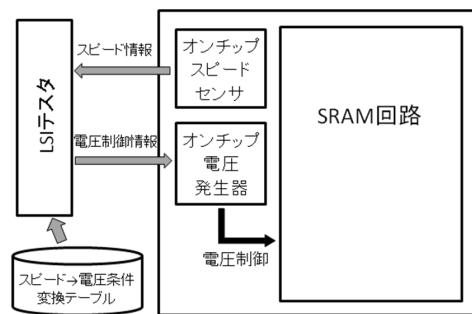 スピード情報
オンチップ
スピード
センサ
LSIテスタ
SRAM回路
電圧制御情報
オンチップ
電圧
発生器
電圧制御
スピード→電圧条件
変換テーブル